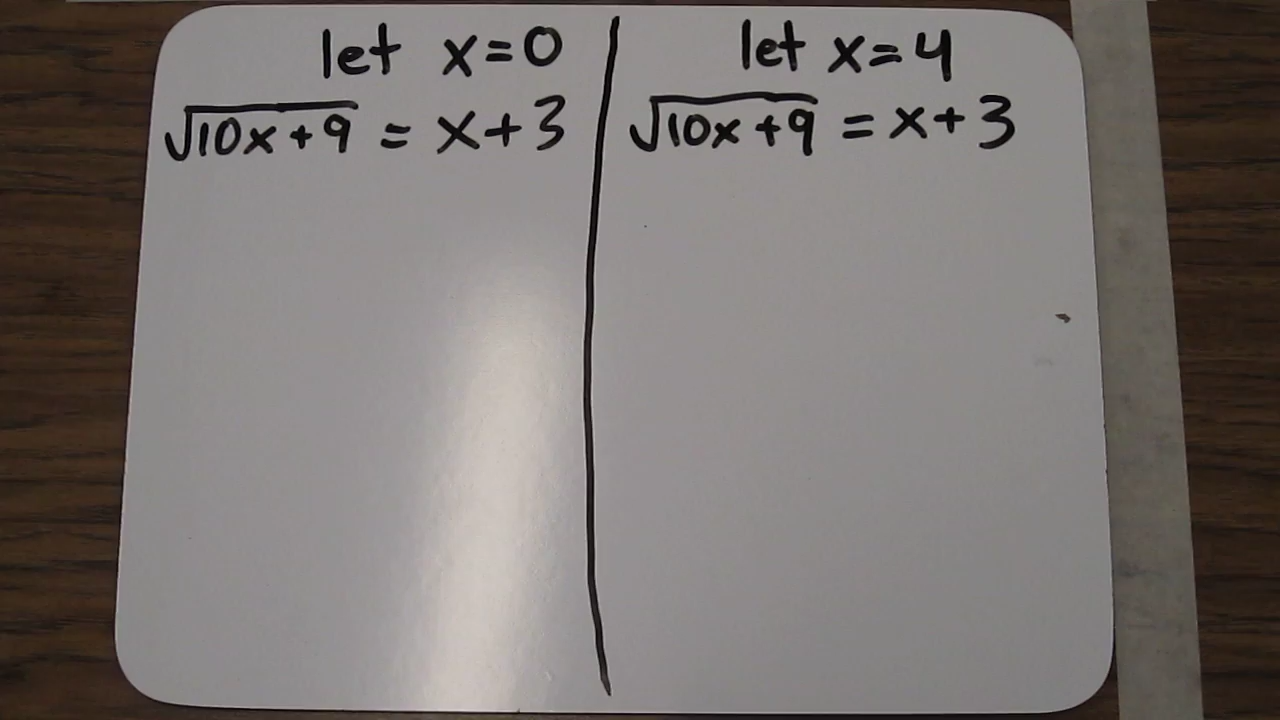 let x=0
√10x+9 = x+3
let x=4
√10x+9 = x+3